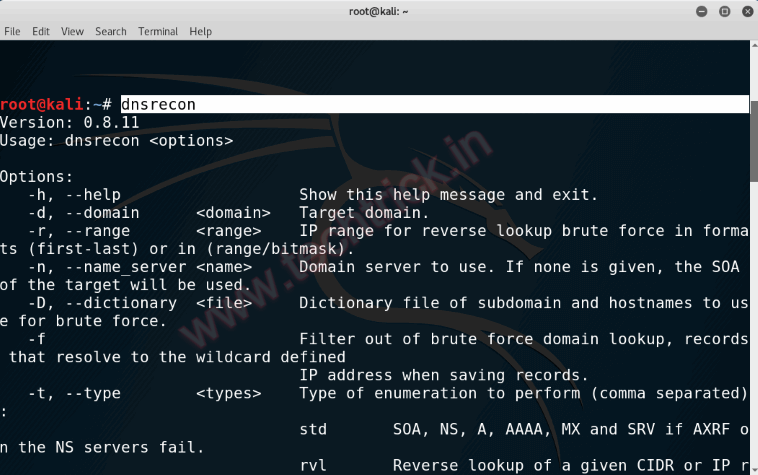 root@kali: ~
File Edit View Search Terminal Help
root@kali:~# dnsrecon
Version: 0.8.11
Usage: dnsrecon <options>
Options:
-h, --help Show this help message and exit.
-d, --domain <domain> Target domain.
-r, --range <range> IP range for reverse lookup brute force in forma
ts (first-last) or in (range/bitmask).
-n, --name_server <name> Domain server to use. If none is given, the SOA
of the target will be used.
-D, --dictionary <file> Dictionary file of subdomain and hostnames to us
e for brute force.
-f Filter out of brute force domain lookup, records
that resolve to the wildcard defined
IP address when saving records.
-t, --type <types> Type of enumeration to perform (comma separated)
:
std SOA, NS, A, AAAA, MX and SRV if AXRF o
n the NS servers fail.
rvl Reverse lookup of a given CIDR or IP r